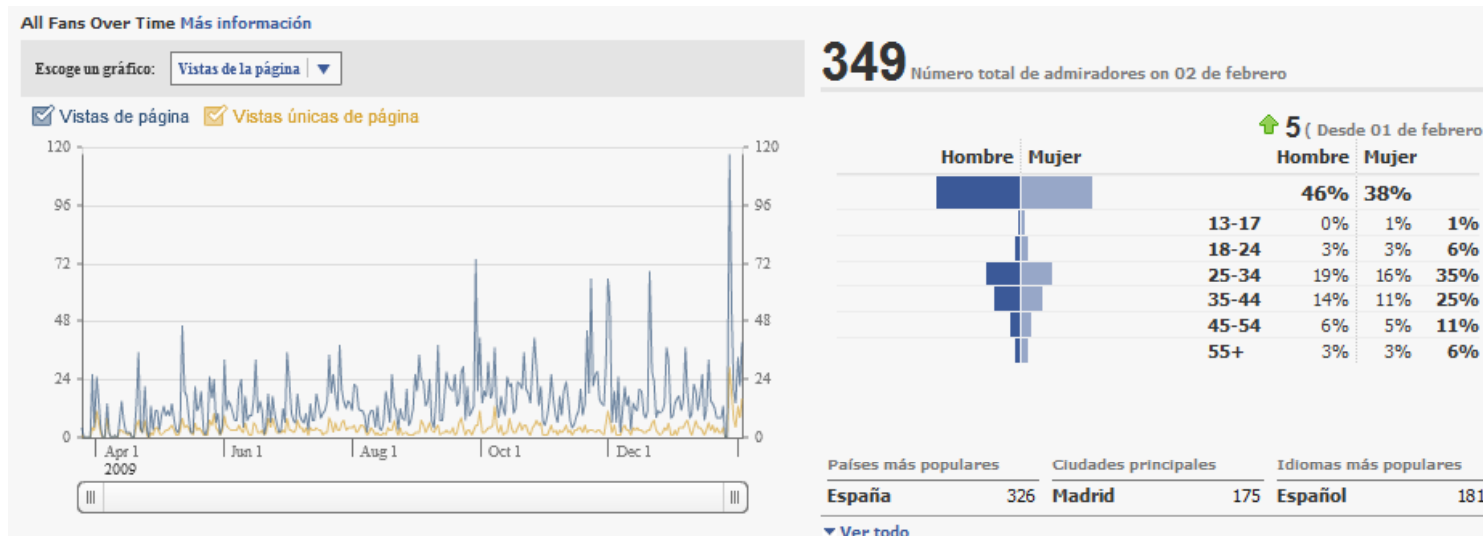 All Fans Over Time Más información
Escoge un gráfico: Vistas de la página
Vistas de página Vistas únicas de página
120 120
96 96
72 72
48 48
24 24
0 0
Apr 1 Jun 1 Aug 1 Oct 1 Dec 1
2009
349 Número total de admiradores on 02 de febrero
5 ( Desde 01 de febrero
Hombre Mujer Hombre Mujer
46% 38%
13-17 0% 1% 1%
18-24 3% 3% 6%
25-34 19% 16% 35%
35-44 14% 11% 25%
45-54 6% 5% 11%
55+ 3% 3% 6%
Países más populares Ciudades principales Idiomas más populares
España 326 Madrid 175 Español 181
Ver todo